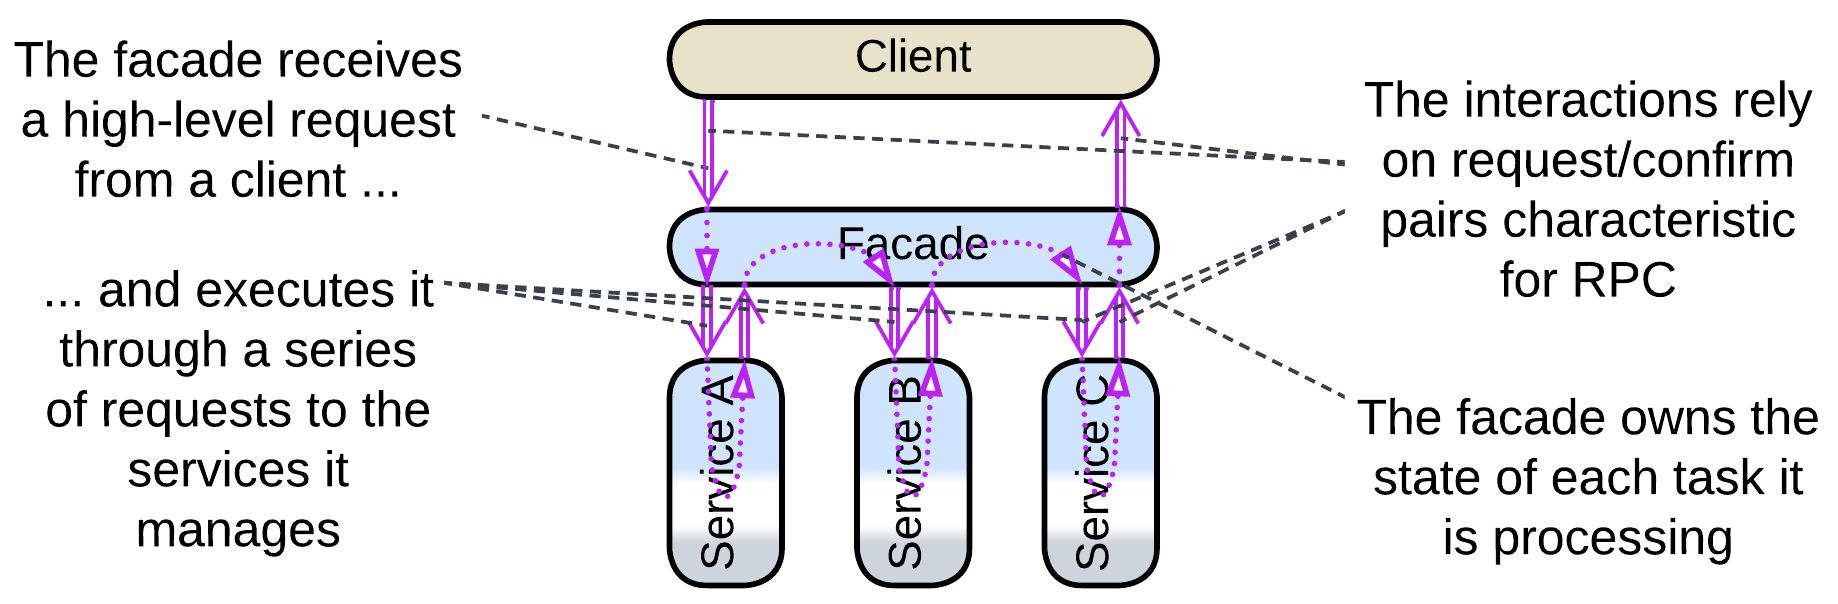 The facade receives
a high-level request
from a client ...
... and executes it
through a series
of requests to the
services it
manages
Client
Facade
Service A
Service B
Service C
The interactions rely
on request/confirm
pairs characteristic
for RPC
The facade owns the
state of each task it
is processing